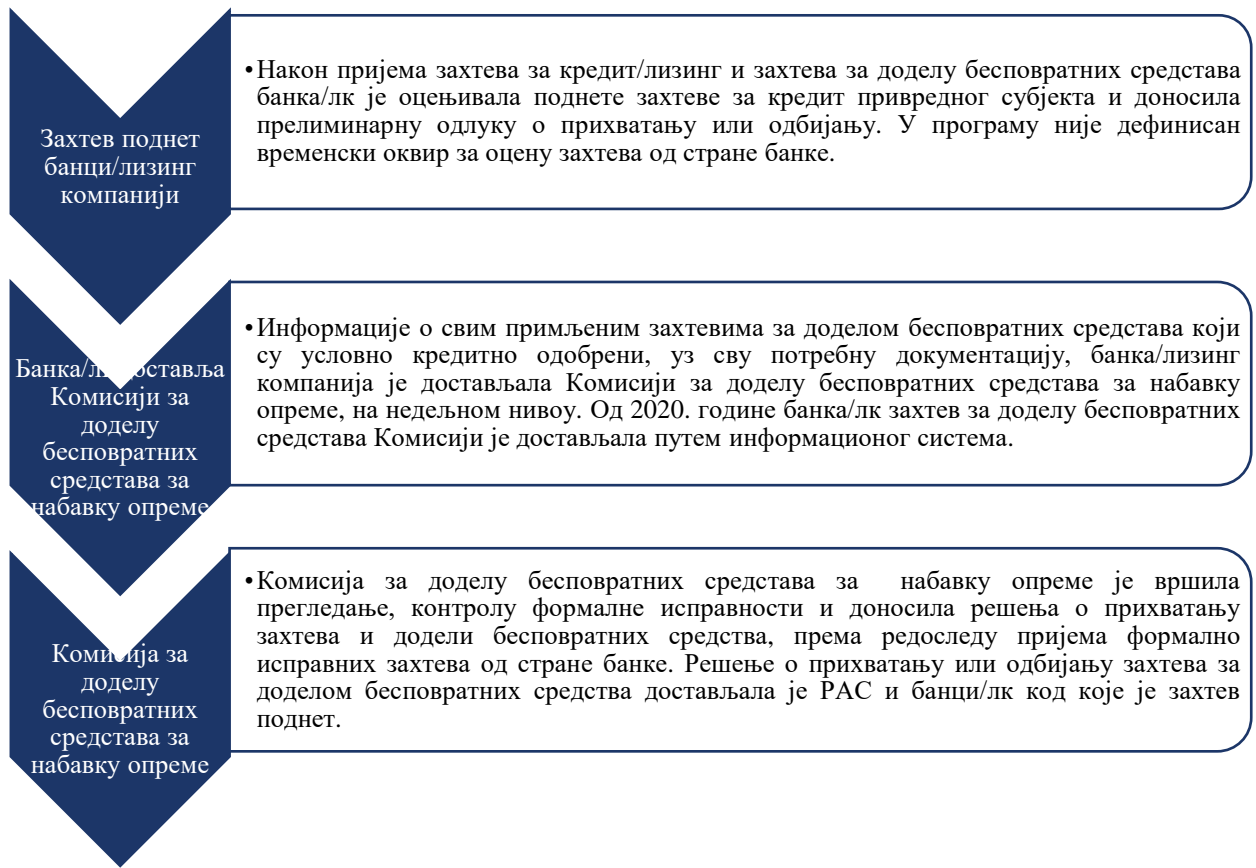 Захтев поднет
банци/лизинг
компанији
•Након пријема захтева за кредит/лизинг и захтева за доделу бесповратних средстава
банка/лк је оцењивала поднете захтеве за кредит привредног субјекта и доносила
прелиминарну одлуку о прихватању или одбијању. У програму није дефинисан
временски оквир за оцену захтева од стране банке.
Банка/лк доставља
Комисији за
доделу
бесповратних
средстава за
набавку опреме
•Информације о свим примљеним захтевима за доделом бесповратних средстава који
су условно кредитно одобрени, уз сву потребну документацију, банка/лизинг
компанија је достављала Комисији за доделу бесповратних средстава за набавку
опреме, на недељном нивоу. Од 2020. године банка/лк захтев за доделу бесповратних
средстава Комисији је достављала путем информационог система.
Комисија за
доделу
бесповратних
средстава за
набавку опреме
•Комисија за доделу бесповратних средстава за набавку опреме је вршила
прегледање, контролу формалне исправности и доносила решења о прихватању
захтева и додели бесповратних средства, према редоследу пријема формално
исправних захтева од стране банке. Решење о прихватању или одбијању захтева за
доделом бесповратних средства достављала је РАС и банци/лк код које је захтев
поднет.